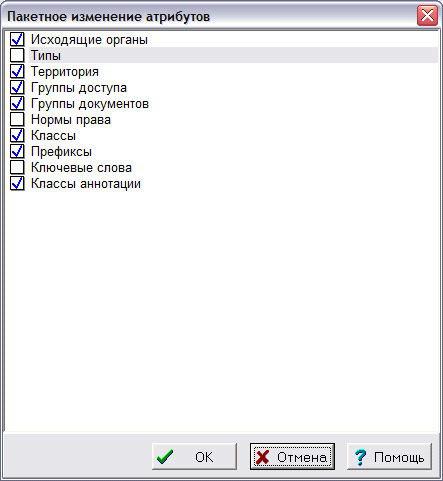 Пакетное изменение атрибутов
Исходящие органы
Типы
Территория
Группы доступа
Группы документов
Нормы права
Классы
Префиксы
Ключевые слова
Классы аннотации
OK
Отмена
Помощь